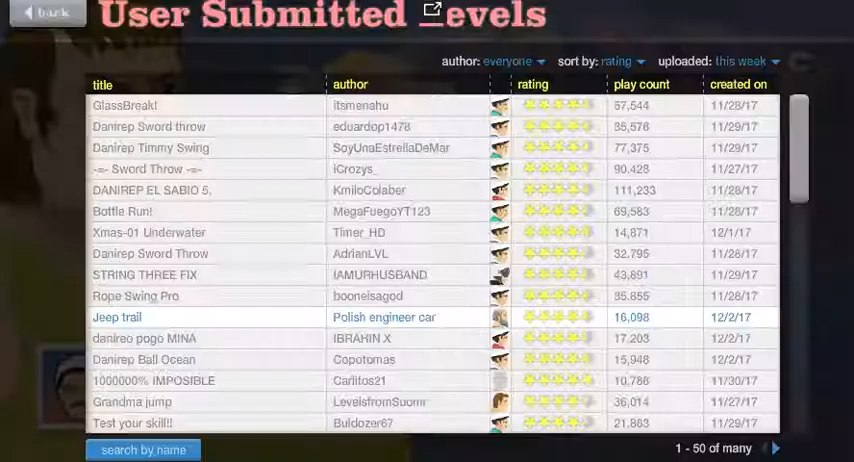 back
User Submitted Levels
author: everyone sort by: rating uploaded: this week
title author rating play count created on
GlassBreak! itsmenahu 67,544 11/28/17
Danirep Sword throw eduardop1478 11/29/17
Danirep Timmy Swing SoyUnaEstrellaDeMar 77,375 11/29/17
-=- Sword Throw -=- iCrozys_ 90,428 11/27/17
DANIREP EL SABIO 5. KmiloColaber 111,233 11/28/17
Bottle Run! MegaFuegoYT123 69,583 11/28/17
Xmas-01 Underwater Timer_HD 14,871 12/1/17
Danirep Sword Throw AdrianLVL 32,795 11/28/17
STRING THREE FIX IAMURHUSBAND 43,891 11/29/17
Rope Swing Pro booneisagod 11/28/17
Jeep trail Polish engineer car 16,098 12/2/17
danireo pogo MINA IBRAHIN X 17,203 12/2/17
Danirep Ball Ocean Copotomas 15,948 12/2/17
1000000% IMPOSIBLE Carlitos21 10,786 11/30/17
Grandma jump LevelsfromSuomi 36,014 11/27/17
Test your skill!! Buldozer67 21,863 11/29/17
search by name 1 - 50 of many